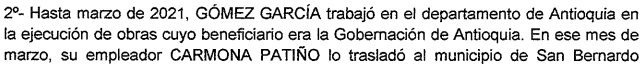 2º- Hasta marzo de 2021, GÓMEZ GARCÍA trabajó en el departamento de Antioquia en
la ejecución de obras cuyo beneficiario era la Gobernación de Antioquia. En ese mes de
marzo, su empleador CARMONA PATIÑO lo trasladó al municipio de San Bernardo